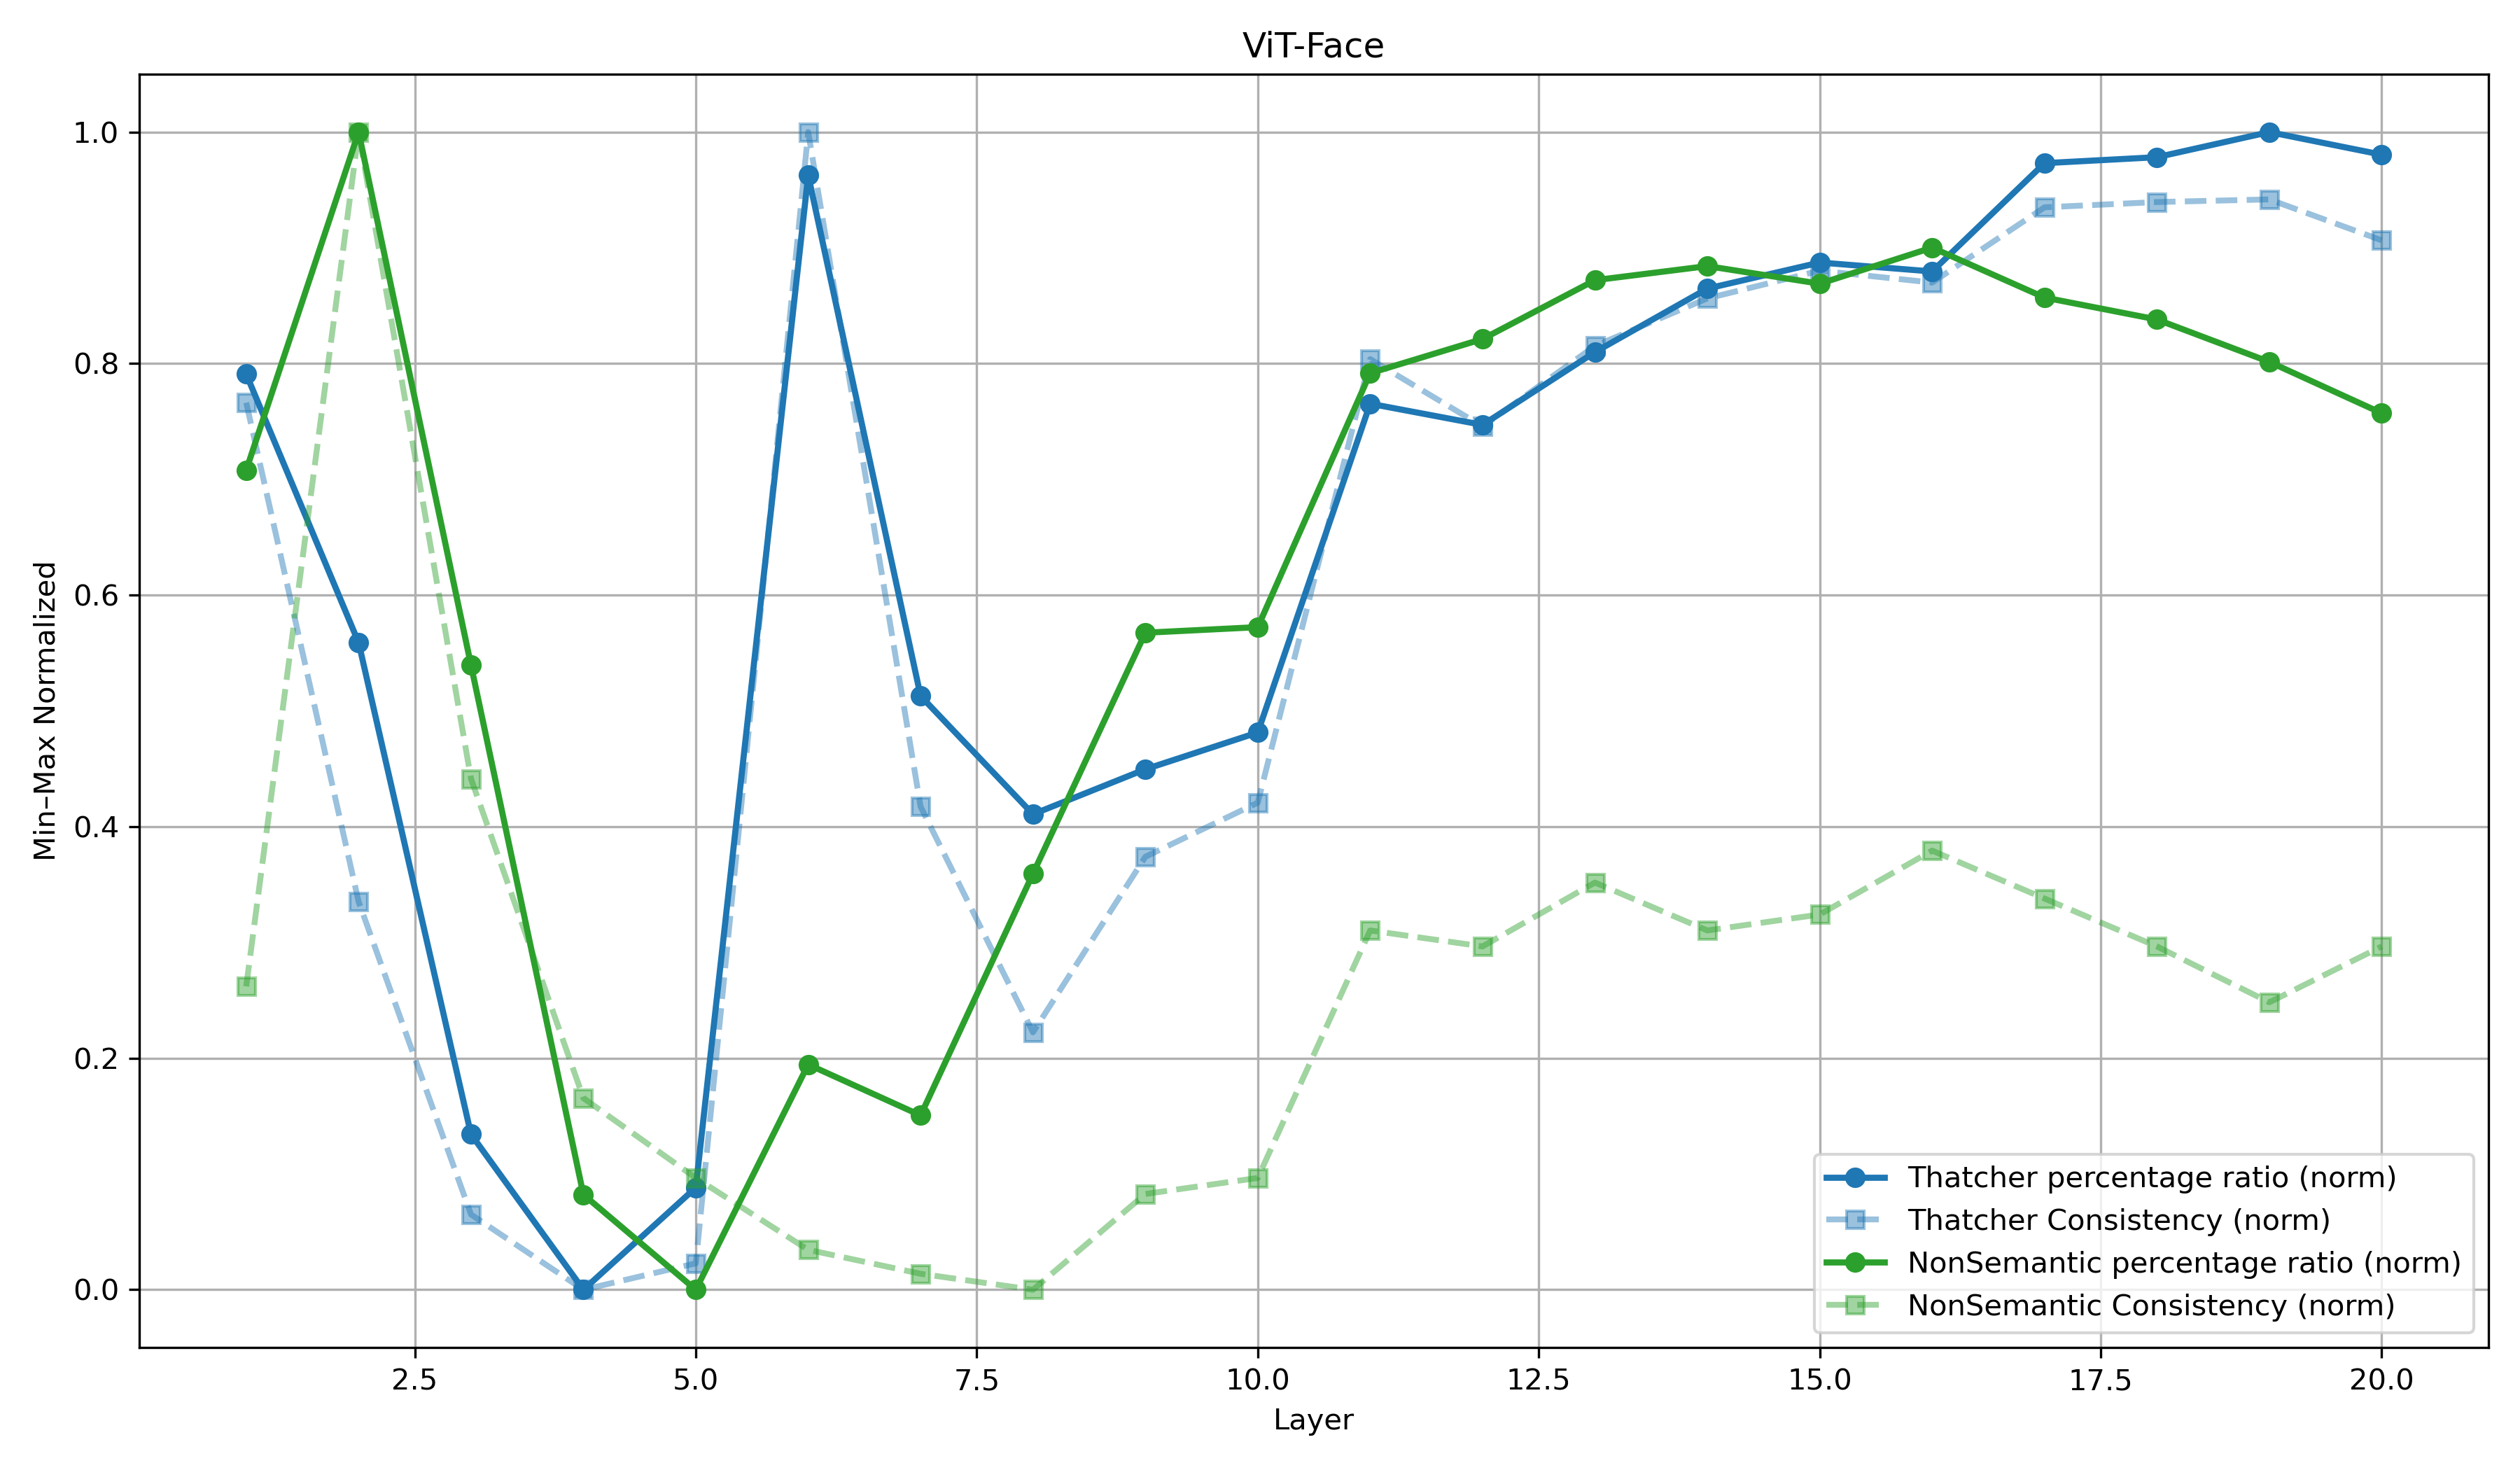 ViT-Face
Min–Max Normalized
1.0
0.8
0.6
0.4
0.2
0.0
2.5 5.0 7.5 10.0 12.5 15.0 17.5 20.0
Layer
Thatcher percentage ratio (norm)
Thatcher Consistency (norm)
NonSemantic percentage ratio (norm)
NonSemantic Consistency (norm)